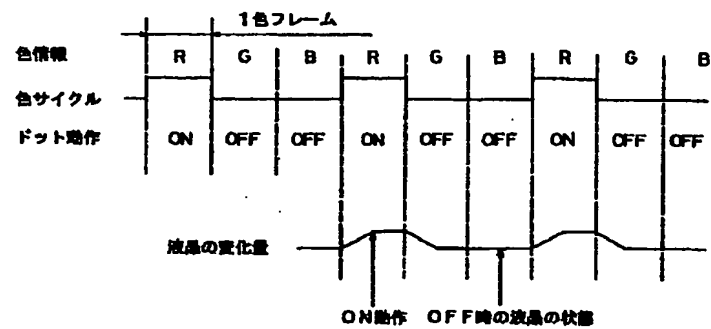 1色フレーム
色情報 R G B R G B R G B
色サイクル
ドット動作 ON OFF OFF ON OFF OFF ON OFF OFF
液晶の変化量
ON動作 OFF時の液晶の状態